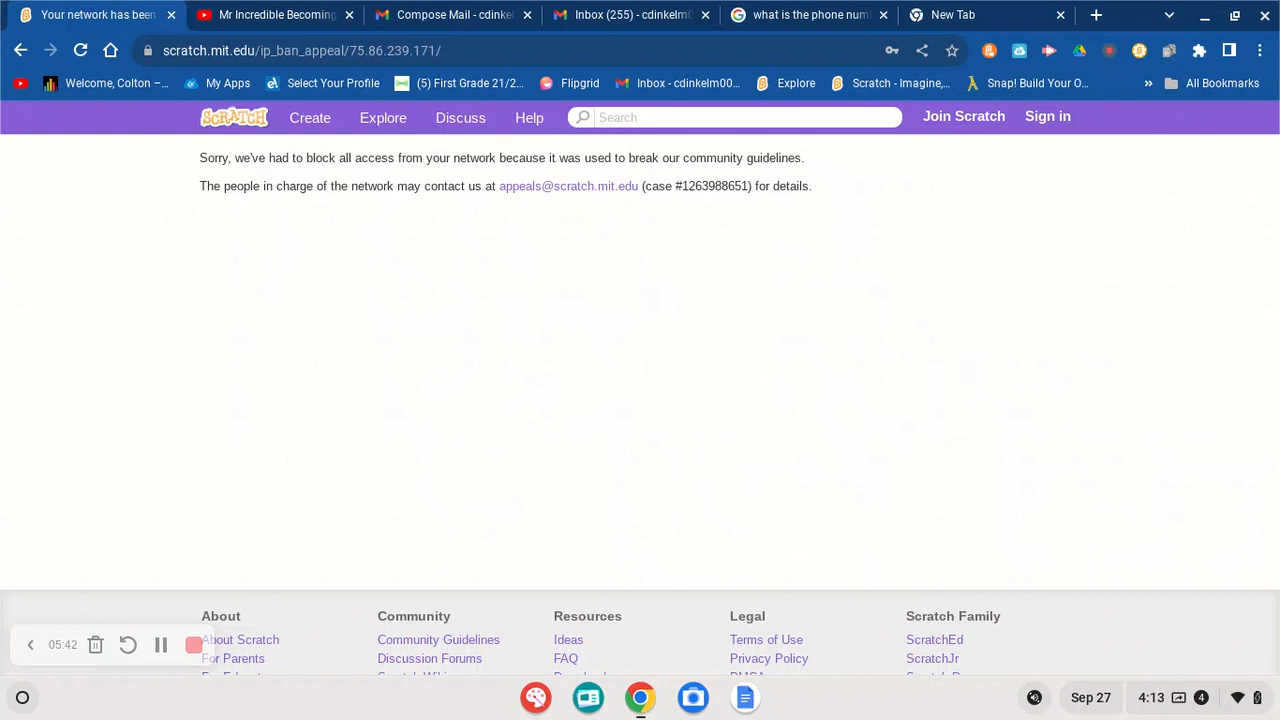 Your network has been
Mr Incredible Becoming
Compose Mail - cdinkel
Inbox (255) - cdinkelm0
what is the phone num
New Tab
scratch.mit.edu/ip_ban_appeal/75.86.239.171/
Welcome, Colton –...
My Apps
Select Your Profile
(5) First Grade 21/2...
Flipgrid
Inbox - cdinkelm00...
Explore
Scratch - Imagine,...
Snap! Build Your O...
»
All Bookmarks
SCRATCH
Create
Explore
Discuss
Help
Search
Join Scratch
Sign in
Sorry, we've had to block all access from your network because it was used to break our community guidelines.
The people in charge of the network may contact us at appeals@scratch.mit.edu (case #1263988651) for details.
About
Community
Resources
Legal
Scratch Family
About Scratch
Community Guidelines
Ideas
Terms of Use
ScratchEd
For Parents
Discussion Forums
FAQ
Privacy Policy
ScratchJr
05:42
Sep 27
4:13
4